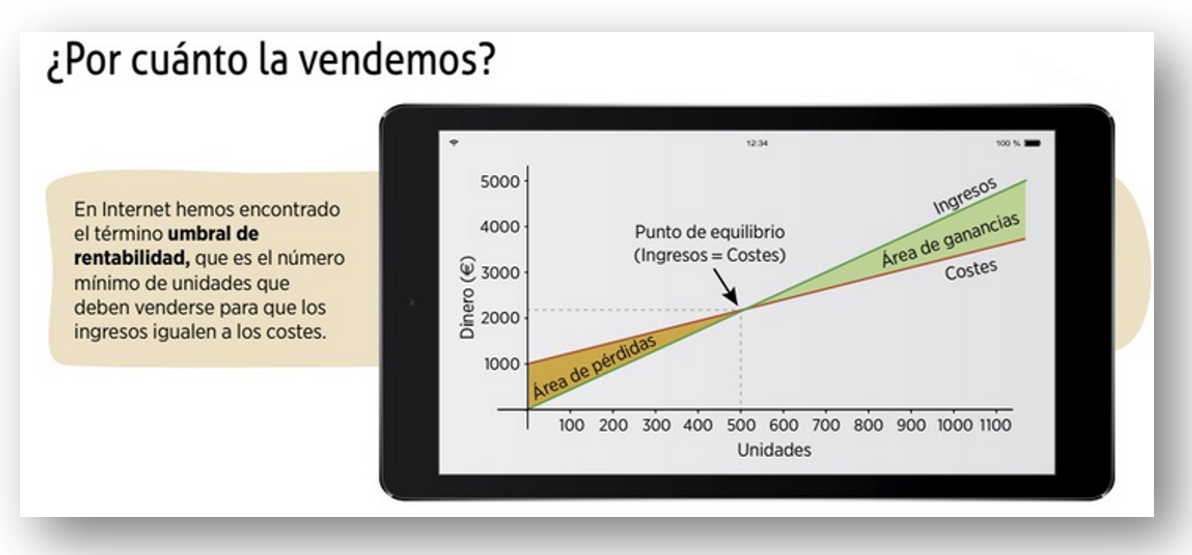 ¿Por cuánto la vendemos?
En Internet hemos encontrado
el término umbral de
rentabilidad, que es el número
mínimo de unidades que
deben venderse para que los
ingresos igualen a los costes.
12:34
100 %
Dinero (€)
5000
4000
3000
2000
1000
Punto de equilibrio
(Ingresos = Costes)
Ingresos
Área de ganancias
Costes
Área de pérdidas
100 200 300 400 500 600 700 800 900 1000 1100
Unidades